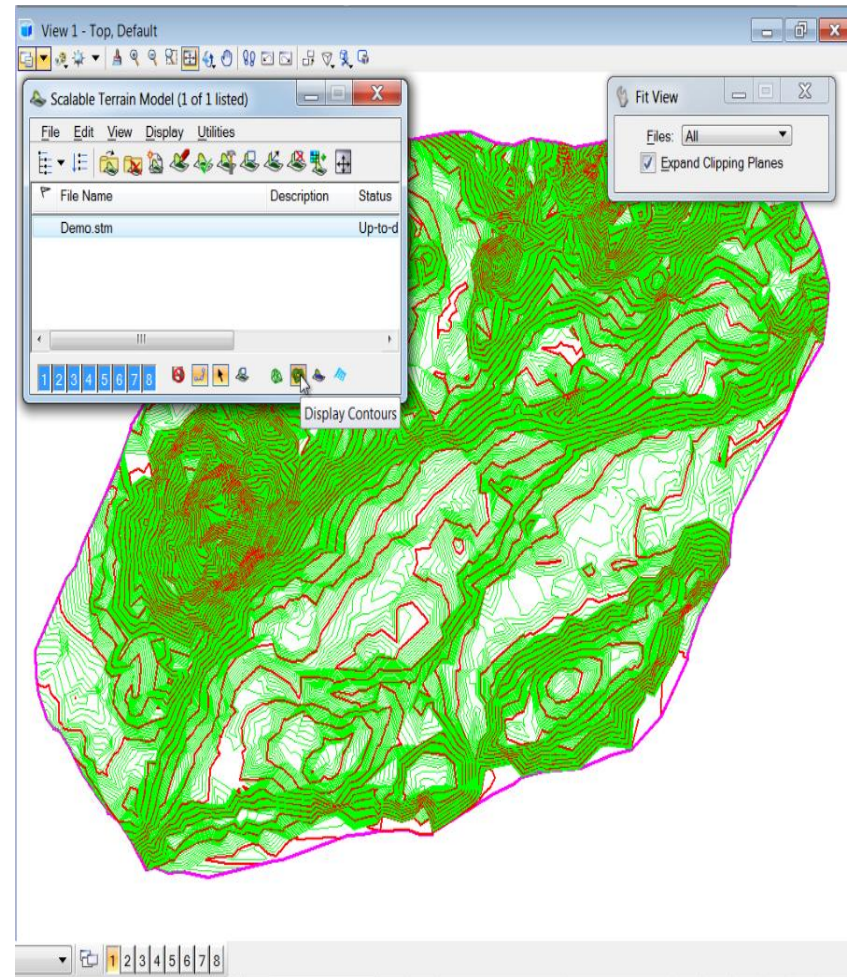 View 1 - Top, Default
Scalable Terrain Model (1 of 1 listed)
File Edit View Display Utilities
File Name Description Status
Demo.stm Up-to-d
1 2 3 4 5 6 7 8
Display Contours
Fit View
Files: All
Expand Clipping Planes
1 2 3 4 5 6 7 8